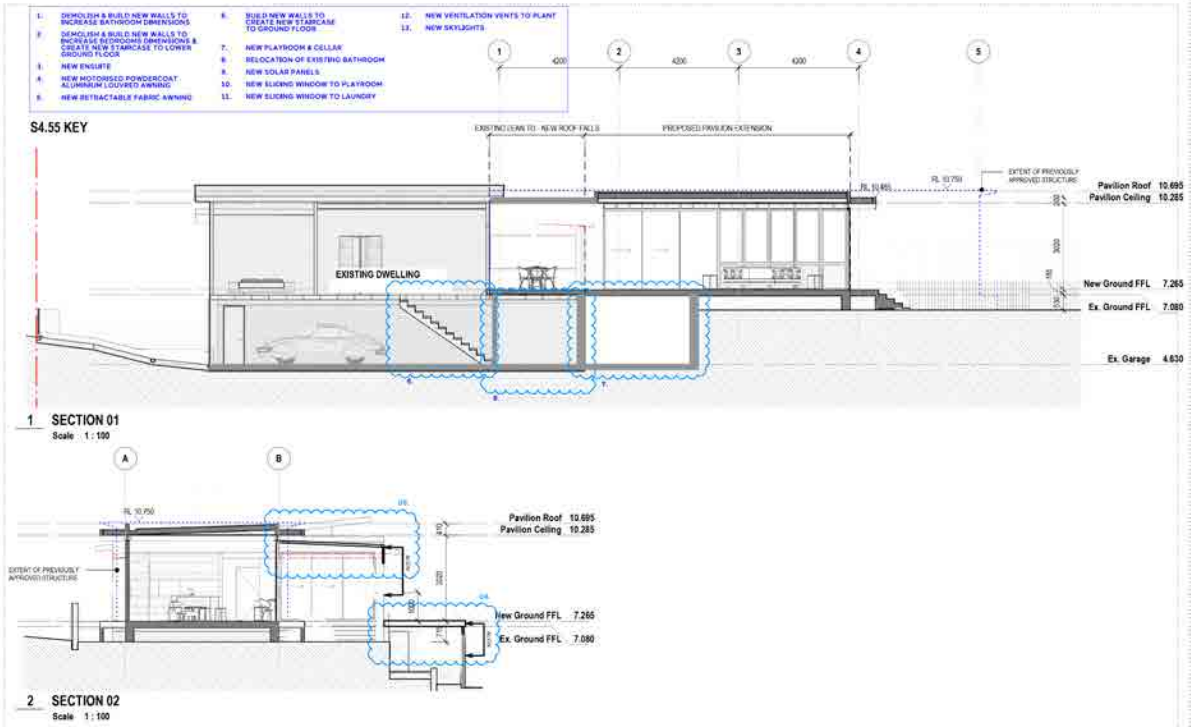 1. DEMOLISH & BUILD NEW WALLS TO
INCREASE BATHROOM DIMENSIONS
2. DEMOLISH & BUILD NEW WALLS TO
INCREASE BEDROOMS DIMENSIONS &
CREATE NEW STAIRCASE TO LOWER
GROUND FLOOR
3. NEW ENSUITE
4. NEW MOTORISED POWDERCOAT
ALUMINIUM LOUVRED AWNING
5. NEW RETRACTABLE FABRIC AWNING
6. BUILD NEW WALLS TO
CREATE NEW STAIRCASE
TO GROUND FLOOR
7. NEW PLAYROOM & CELLAR
8. RELOCATION OF EXISTING BATHROOM
9. NEW SOLAR PANELS
10. NEW SLIDING WINDOW TO PLAYROOM
11. NEW SLIDING WINDOW TO LAUNDRY
12. NEW VENTILATION VENTS TO PLANT
13. NEW SKYLIGHTS
S4.55 KEY
1 2 3 4 5
4200 4200 4200
EXISTING LEAN TO - NEW ROOF FALLS
PROPOSED PAVILION EXTENSION
EXTENT OF PREVIOUSLY
APPROVED STRUCTURE
RL 10.750
Pavilion Roof 10.695
Pavilion Ceiling 10.285
3020
EXISTING DWELLING
New Ground FFL 7.265
Ex. Ground FFL 7.080
Ex. Garage 4.630
6.
7.
1 SECTION 01
Scale 1 : 100
A B
RL 10.750
Pavilion Roof 10.695
Pavilion Ceiling 10.285
410
3020
EXTENT OF PREVIOUSLY
APPROVED STRUCTURE
1000
New Ground FFL 7.265
Ex. Ground FFL 7.080
2 SECTION 02
Scale 1 : 100